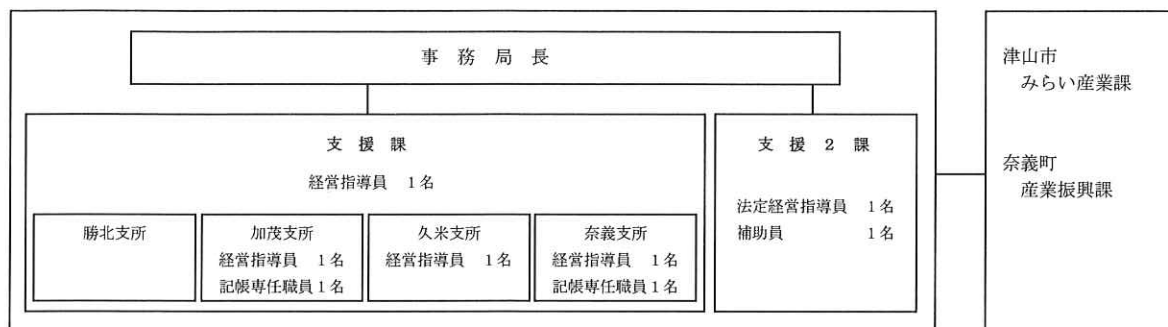 事務局長
支援課
経営指導員 1名
勝北支所
加茂支所
経営指導員 1名
記帳専任職員1名
久米支所
経営指導員 1名
奈義支所
経営指導員 1名
記帳専任職員1名
支援2課
法定経営指導員 1名
補助員 1名
津山市
みらい産業課
奈義町
産業振興課